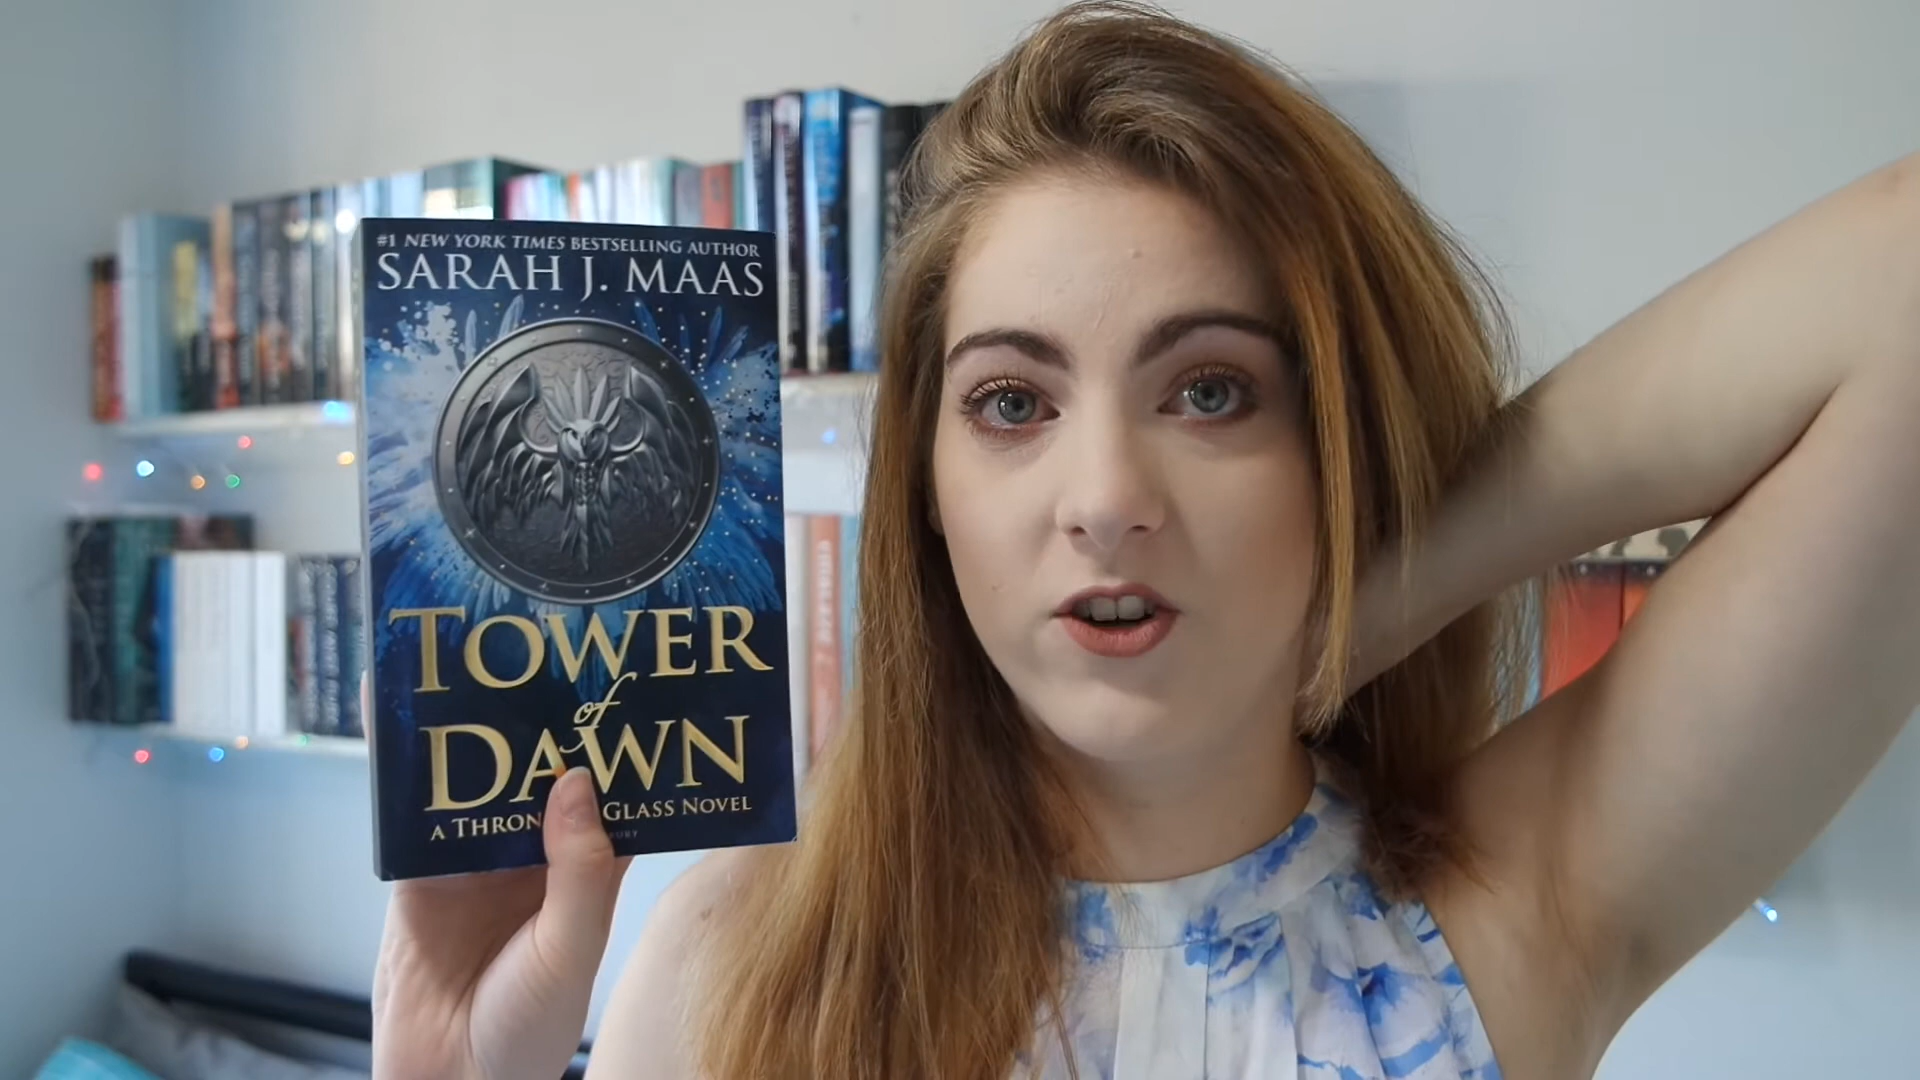 #1 NEW YORK TIMES BESTSELLING AUTHOR
SARAH J. MAAS
TOWER
of
DAWN
A THRON GLASS NOVEL